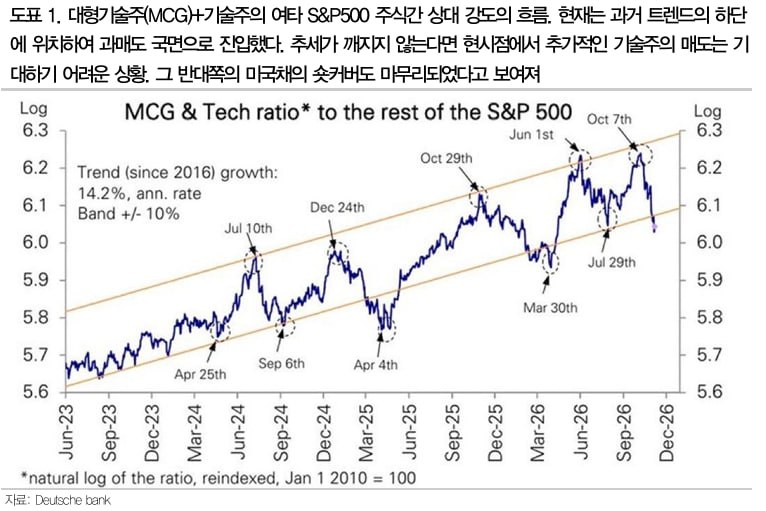 도표 1. 대형기술주(MCG)+기술주의 여타 S&P500 주식간 상대 강도의 흐름. 현재는 과거 트렌드의 하단
에 위치하여 과매도 국면으로 진입했다. 추세가 깨지지 않는다면 현시점에서 추가적인 기술주의 매도는 기
대하기 어려운 상황. 그 반대쪽의 미국채의 숏커버도 마무리되었다고 보여져
Log
MCG & Tech ratio* to the rest of the S&P 500
Log
6.3
6.2
6.1
6.0
5.9
5.8
5.7
5.6
Trend (since 2016) growth:
14.2%, ann. rate
Band +/- 10%
Apr 25th
Jul 10th
Sep 6th
Dec 24th
Apr 4th
Oct 29th
Mar 30th
Jun 1st
Jul 29th
Oct 7th
6.3
6.2
6.1
6.0
5.9
5.8
5.7
5.6
Jun-23
Sep-23
Dec-23
Mar-24
Jun-24
Sep-24
Dec-24
Mar-25
Jun-25
Sep-25
Dec-25
Mar-26
Jun-26
Sep-26
Dec-26
*natural log of the ratio, reindexed, Jan 1 2010 = 100
자료: Deutsche bank